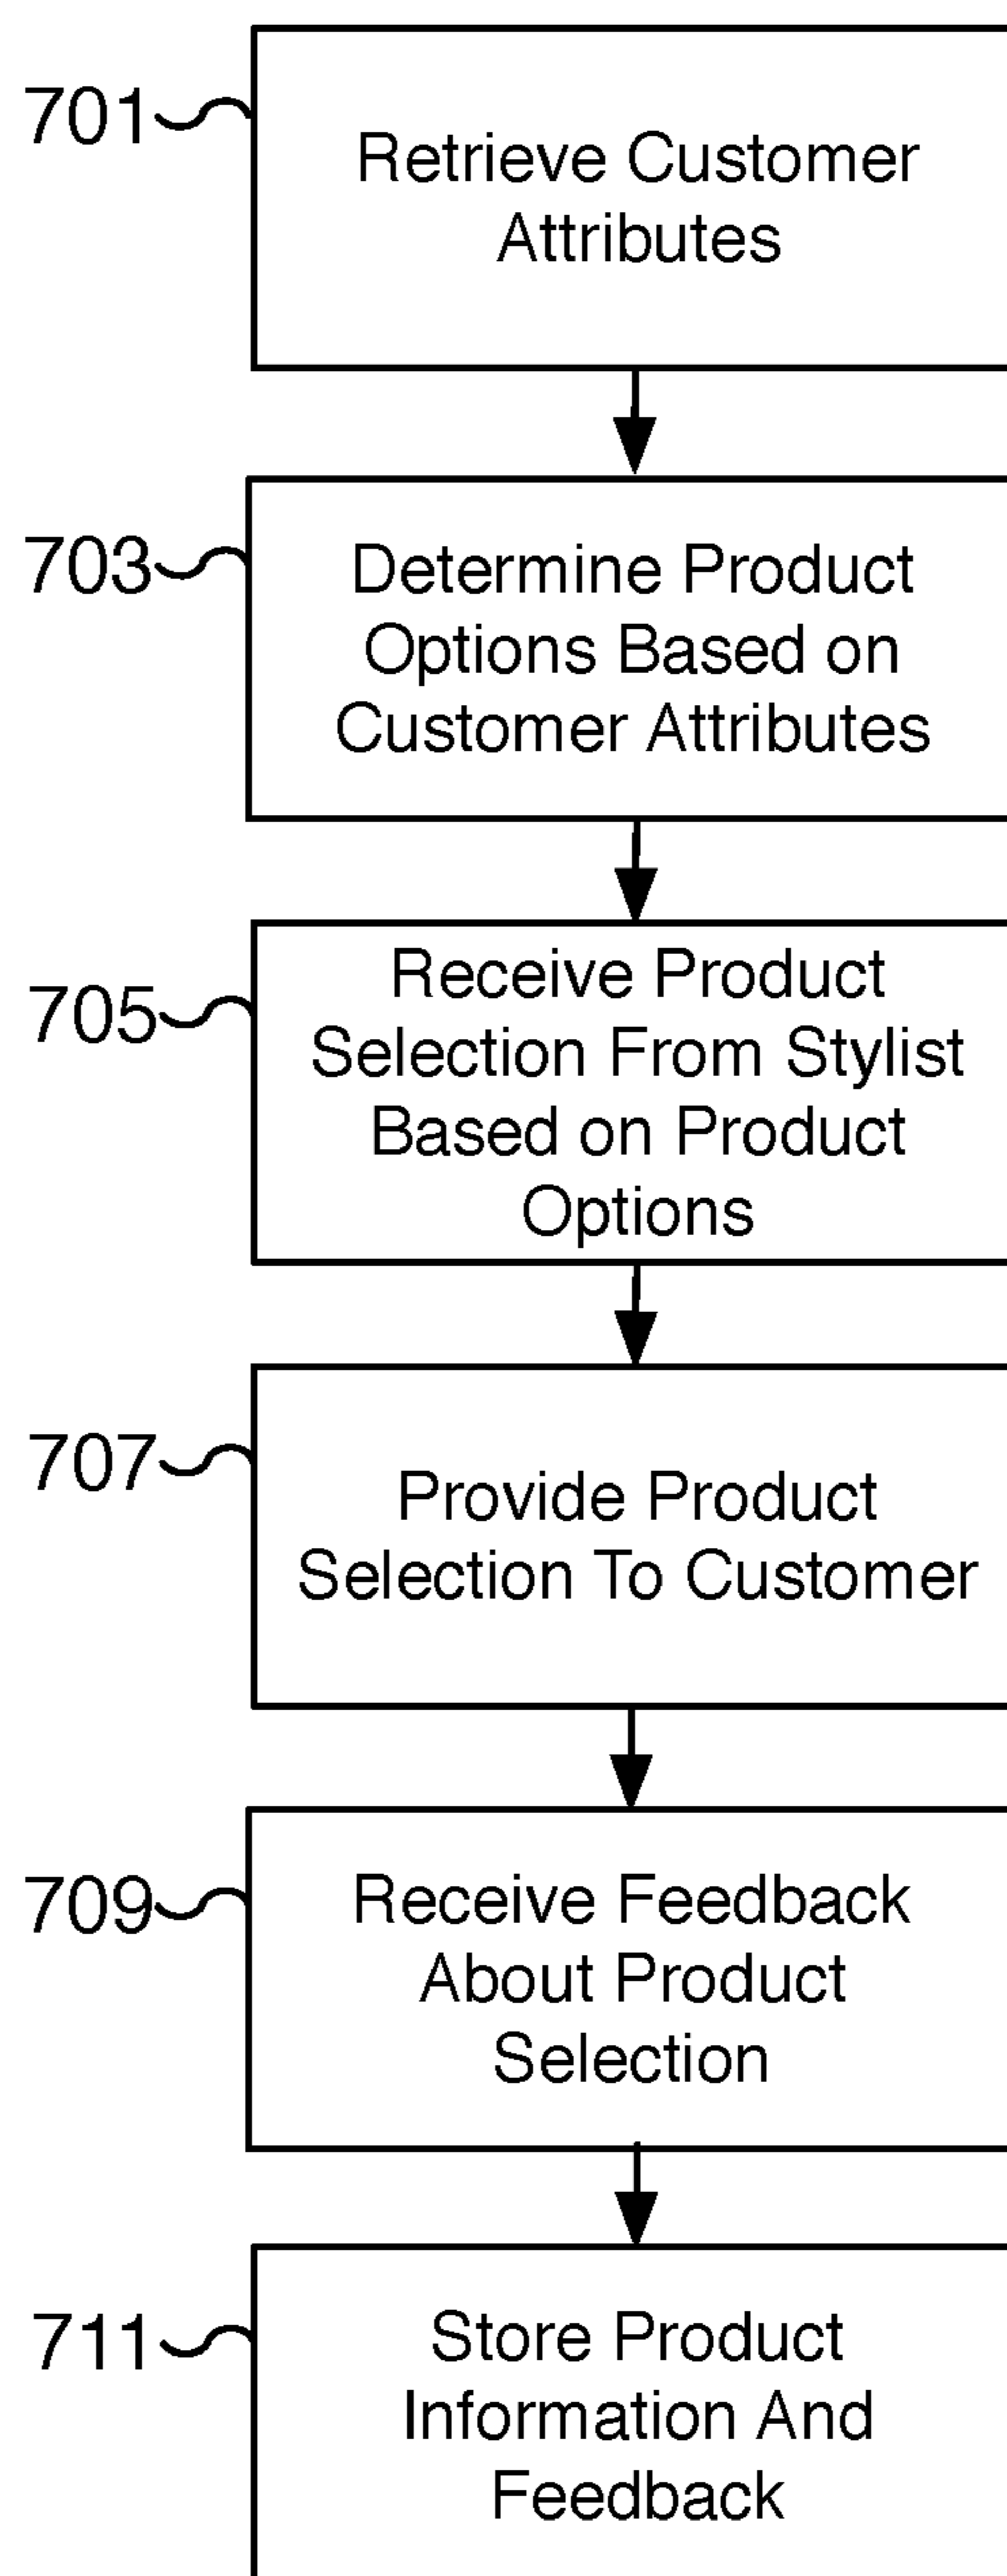 701
Retrieve Customer
Attributes
703
Determine Product
Options Based on
Customer Attributes
705
Receive Product
Selection From Stylist
Based on Product
Options
707
Provide Product
Selection To Customer
709
Receive Feedback
About Product
Selection
711
Store Product
Information And
Feedback